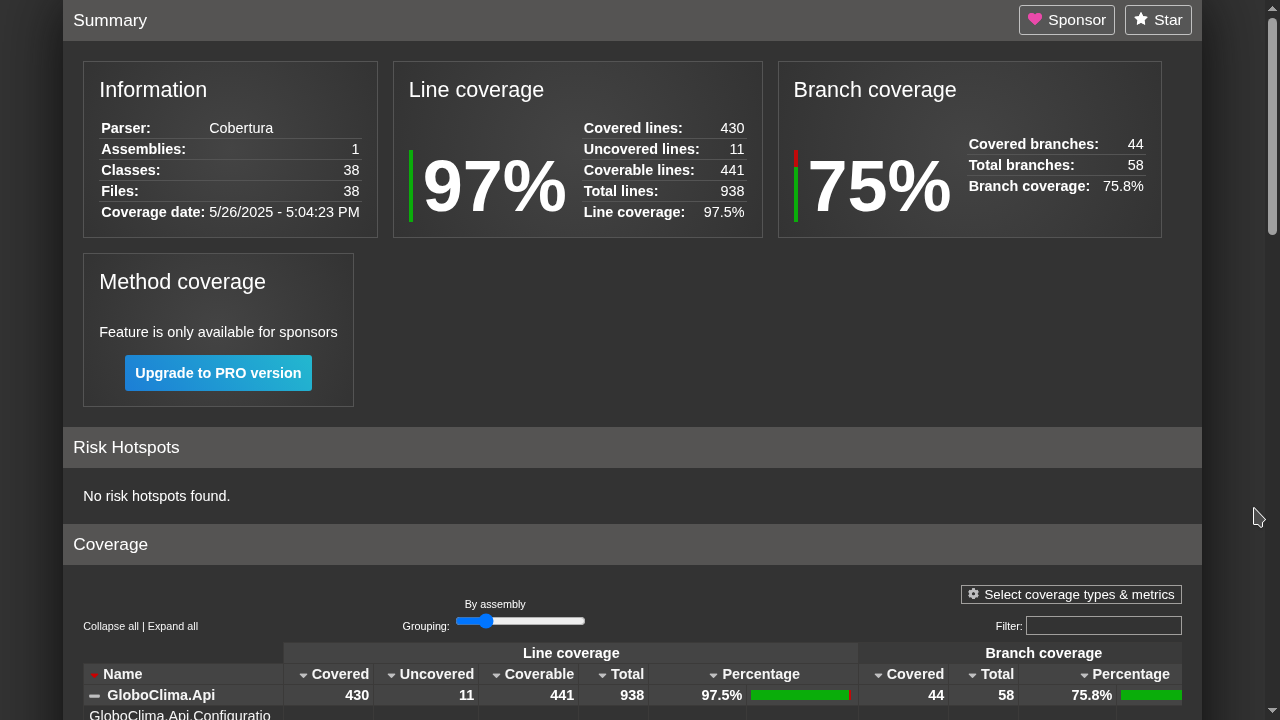 Summary
Sponsor
Star
Information
Parser: Cobertura
Assemblies: 1
Classes: 38
Files: 38
Coverage date: 5/26/2025 - 5:04:23 PM
Line coverage
97%
Covered lines: 430
Uncovered lines: 11
Coverable lines: 441
Total lines: 938
Line coverage: 97.5%
Branch coverage
75%
Covered branches: 44
Total branches: 58
Branch coverage: 75.8%
Method coverage
Feature is only available for sponsors
Upgrade to PRO version
Risk Hotspots
No risk hotspots found.
Coverage
Select coverage types & metrics
Collapse all | Expand all
By assembly
Grouping:
Filter:
Line coverage Branch coverage
Name Covered Uncovered Coverable Total Percentage Covered Total Percentage
GloboClima.Api 430 11 441 938 97.5% 44 58 75.8%
GloboClima.Api.Configuratio